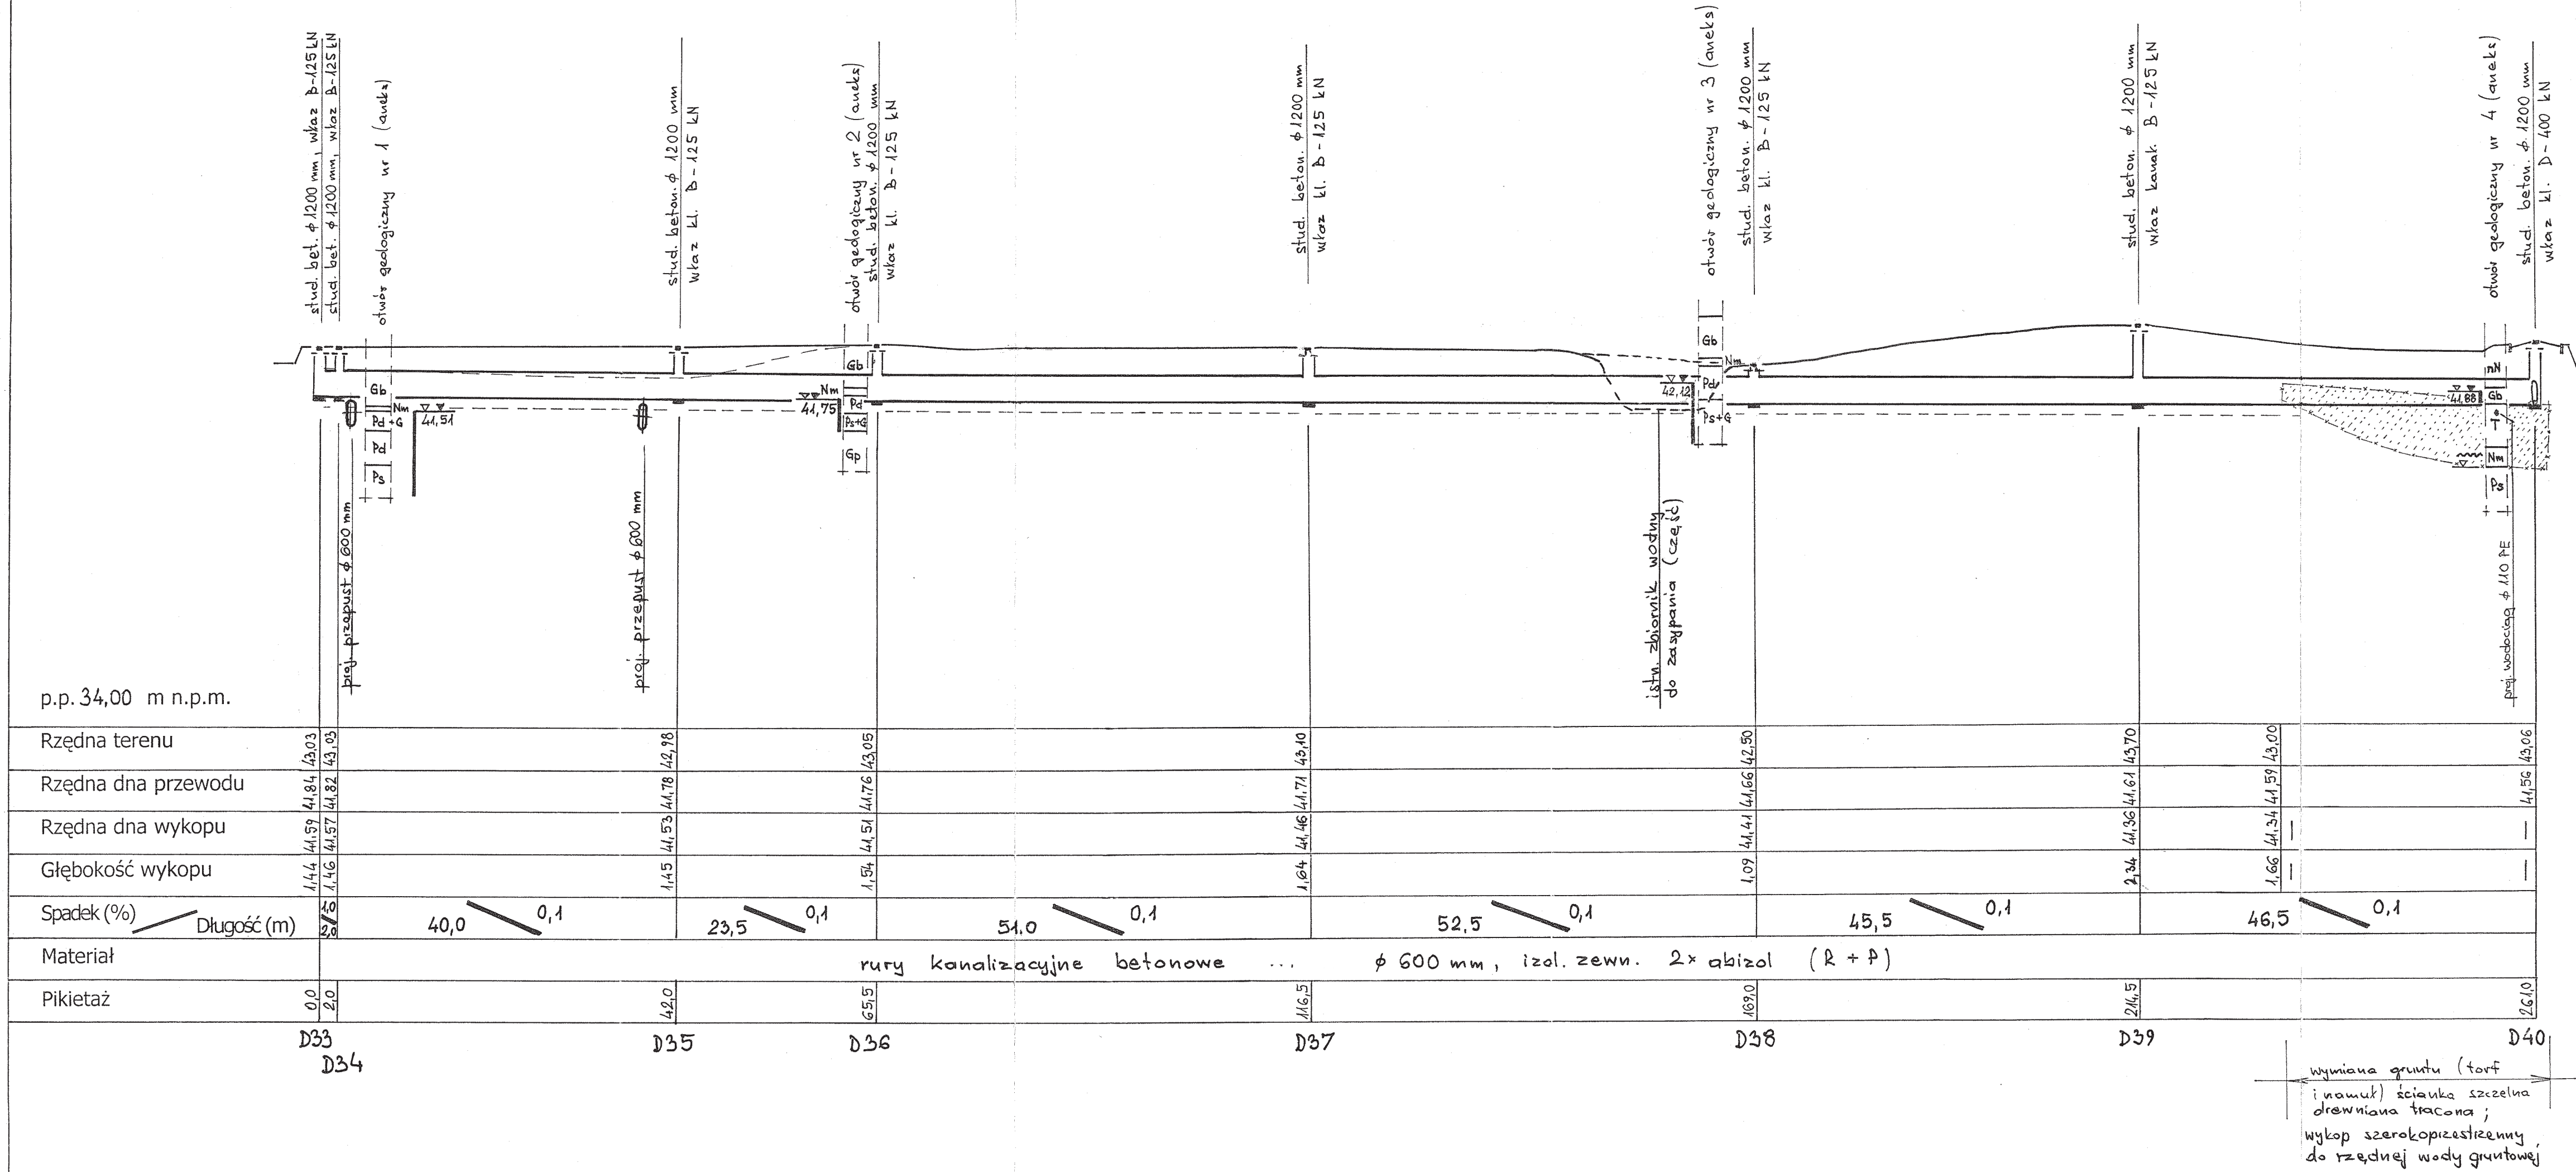 stud. bet. φ 1200 mm, właz B-125 kN
stud. bet. φ 1200 mm, właz B-125 kN
otwór geologiczny nr 1 (aneks)
stud. beton. φ 1200 mm
właz kl. B-125 kN
otwór geologiczny nr 2 (aneks)
stud. beton. φ 1200 mm
właz kl. B-125 kN
stud. beton. φ 1200 mm
właz kl. B-125 kN
otwór geologiczny nr 3 (aneks)
stud. beton. φ 1200 mm
właz kl. B-125 kN
stud. beton. φ 1200 mm
właz kanał. B-125 kN
otwór geologiczny nr 4 (aneks)
stud. beton. φ 1200 mm
właz kl. D-400 kN
Gb
Nm
Pd+G
Pd
Ps
41,51
Nm
41,75
Gb
Pd
Ps+G
Gp
Gb
Nm
Pd
Ps+G
42,12
nN
Gb
T
Nm
Ps
41,88
proj. przepust φ 600 mm
proj. przepust φ 600 mm
istn. zbiornik wodny
do zasypania (część)
proj. wodociąg φ 110 PE
p.p. 34,00 m n.p.m.
Rzędna terenu 43,03 43,03 42,98 43,05 43,10 42,50 43,70 43,00 43,06
Rzędna dna przewodu 41,84 41,82 41,78 41,76 41,71 41,66 41,61 41,59 41,56
Rzędna dna wykopu 41,59 41,57 41,53 41,51 41,46 41,41 41,36 41,34 — —
Głębokość wykopu 1,44 1,46 1,45 1,54 1,64 1,09 2,34 1,66 — —
Spadek (%) 1,0 0,1 0,1 0,1 0,1 0,1 0,1
Długość (m) 2,0 40,0 23,5 51,0 52,5 45,5 46,5
Materiał rury kanalizacyjne betonowe ... φ 600 mm, izol. zewn. 2× abizol (R + P)
Pikietaż 0,0 2,0 42,0 65,5 116,5 169,0 214,5 261,0
D33 D34 D35 D36 D37 D38 D39 D40
wymiana gruntu (torf
i namuł) ścianka szczelna
drewniana tracona;
wykop szerokoprzestrzenny
do rzędnej wody gruntowej